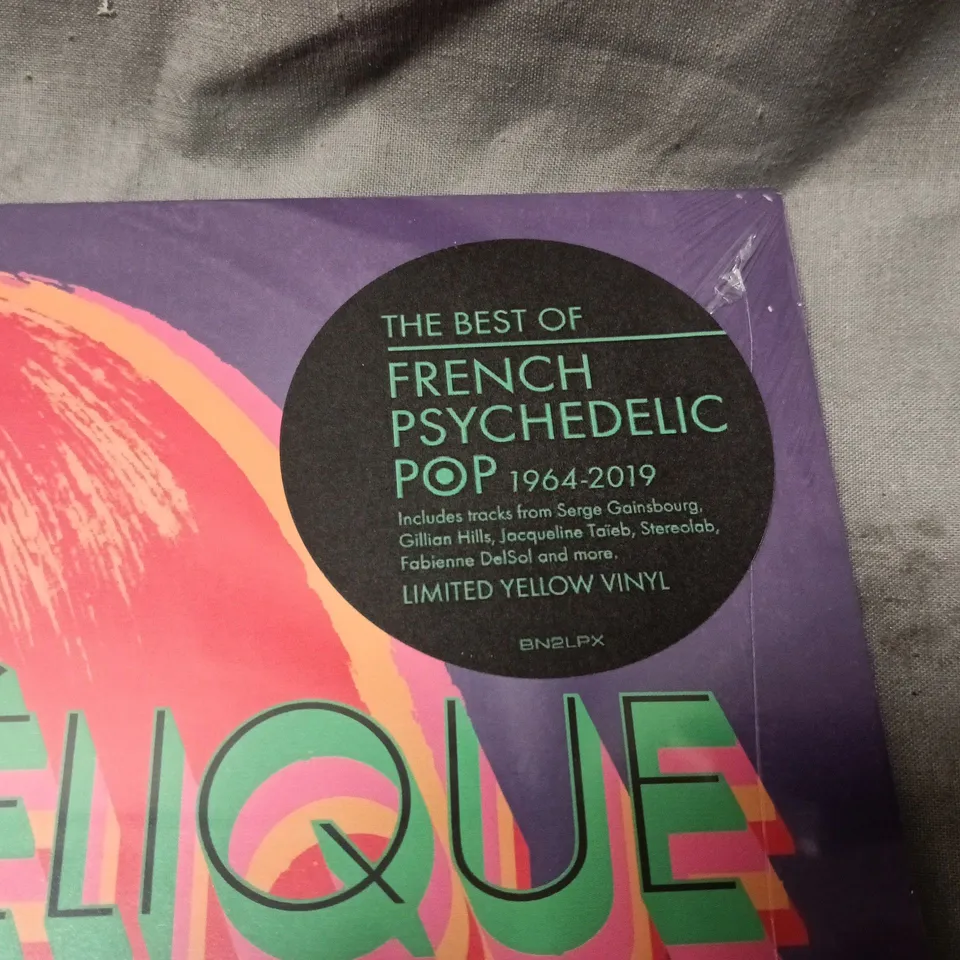 THE BEST OF
FRENCH
PSYCHEDELIC
POP 1964-2019
Includes tracks from Serge Gainsbourg,
Gillian Hills, Jacqueline Taïeb, Stereolab,
Fabienne DelSol and more.
LIMITED YELLOW VINYL
BN2LPX
ÉLIQUE